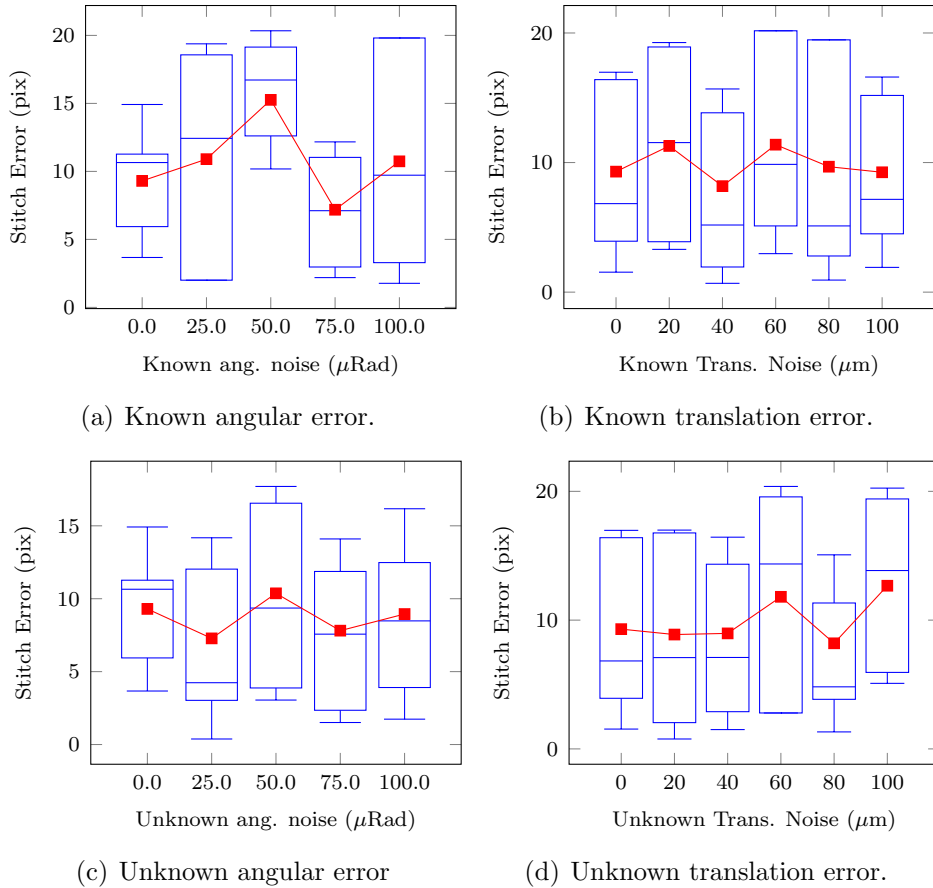 20
15
10
5
0
Stitch Error (pix)
0.0 25.0 50.0 75.0 100.0
Known ang. noise (μRad)
(a) Known angular error.
20
10
0
Stitch Error (pix)
0 20 40 60 80 100
Known Trans. Noise (μm)
(b) Known translation error.
15
10
5
0
Stitch Error (pix)
0.0 25.0 50.0 75.0 100.0
Unknown ang. noise (μRad)
(c) Unknown angular error
20
10
0
Stitch Error (pix)
0 20 40 60 80 100
Unknown Trans. Noise (μm)
(d) Unknown translation error.